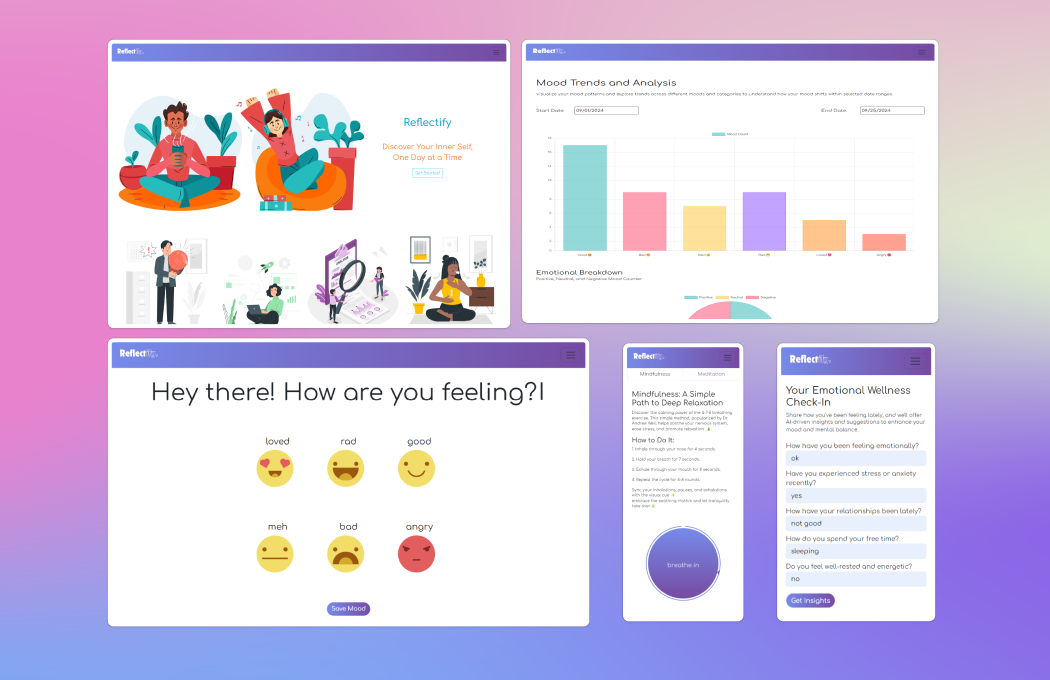 Reflectify
Reflectify
Discover Your Inner Self,
One Day at a Time
Get Started
Reflectify
Mood Trends and Analysis
Visualize your mood patterns and explore trends across different moods and categories to understand how your mood shifts within selected date ranges.
Start Date
09/01/2024
End Date
09/25/2024
Mood Count
Good
Bad
Meh
Rad
Loved
Angry
Emotional Breakdown
Positive, Neutral, and Negative Mood Counter
Positive
Neutral
Negative
Reflectify
Hey there! How are you feeling?|
loved
rad
good
meh
bad
angry
Save Mood
Reflectify
Mindfulness
Meditation
Mindfulness: A Simple
Path to Deep Relaxation
Discover the calming power of the 4-7-8 breathing
exercise. This simple method, popularized by Dr.
Andrew Weil, helps soothe your nervous system,
ease stress, and promote relaxation.
How to Do It:
1. Inhale through your nose for 4 seconds.
2. Hold your breath for 7 seconds.
3. Exhale through your mouth for 8 seconds.
4. Repeat the cycle for 4-8 rounds.
Sync your inhalations, pauses, and exhalations
with the visual cue
embrace the soothing rhythm and let tranquility
take over
breathe in
Reflectify
Your Emotional Wellness
Check-In
Share how you've been feeling lately, and we'll offer
AI-driven insights and suggestions to enhance your
mood and mental balance.
How have you been feeling emotionally?
ok
Have you experienced stress or anxiety
recently?
yes
How have your relationships been lately?
not good
How do you spend your free time?
sleeping
Do you feel well-rested and energetic?
no
Get Insights